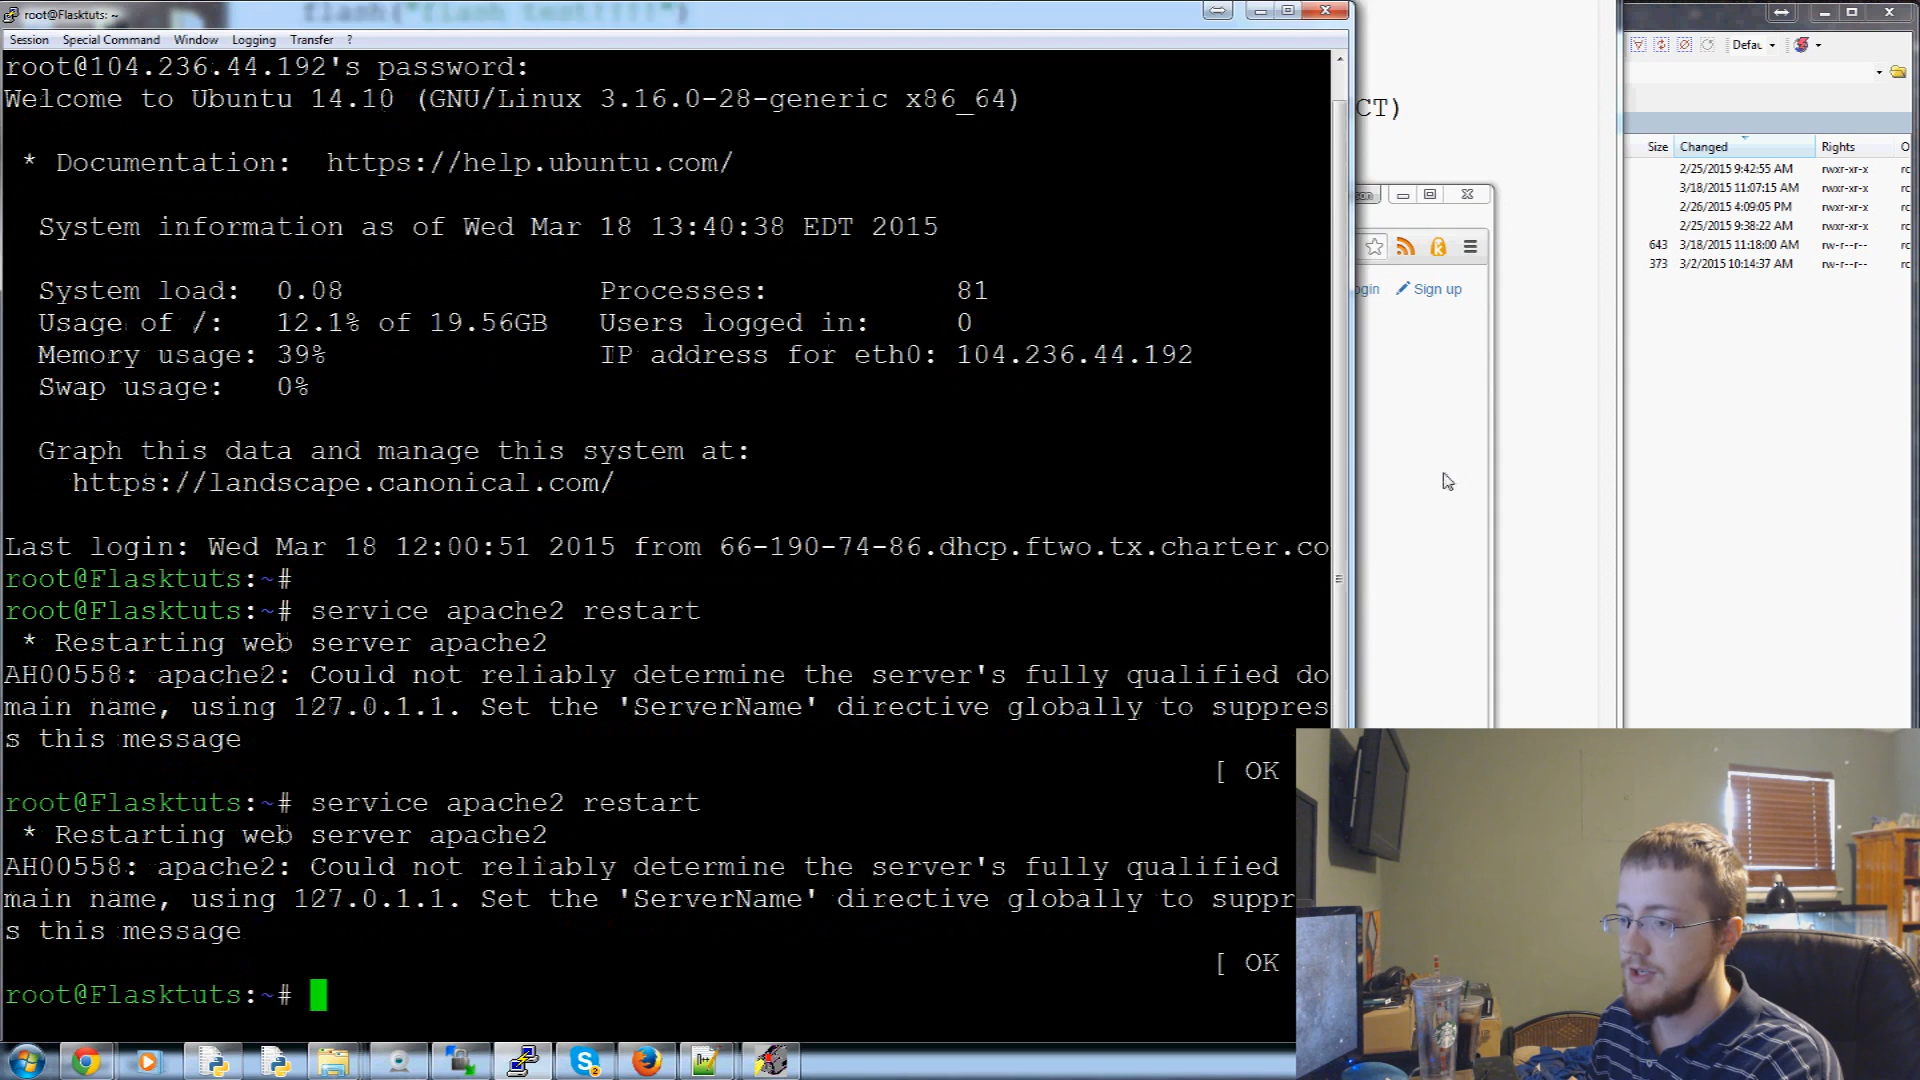 flash("flash test!!!!")
root@Flasktuts: ~
Session Special Command Window Logging Transfer ?
root@104.236.44.192's password:
Welcome to Ubuntu 14.10 (GNU/Linux 3.16.0-28-generic x86_64)
* Documentation: https://help.ubuntu.com/
System information as of Wed Mar 18 13:40:38 EDT 2015
System load: 0.08 Processes: 81
Usage of /: 12.1% of 19.56GB Users logged in: 0
Memory usage: 39% IP address for eth0: 104.236.44.192
Swap usage: 0%
Graph this data and manage this system at:
https://landscape.canonical.com/
Last login: Wed Mar 18 12:00:51 2015 from 66-190-74-86.dhcp.ftwo.tx.charter.co
root@Flasktuts:~#
root@Flasktuts:~# service apache2 restart
* Restarting web server apache2
AH00558: apache2: Could not reliably determine the server's fully qualified do
main name, using 127.0.1.1. Set the 'ServerName' directive globally to suppres
s this message
[ OK
root@Flasktuts:~# service apache2 restart
* Restarting web server apache2
AH00558: apache2: Could not reliably determine the server's fully qualified
main name, using 127.0.1.1. Set the 'ServerName' directive globally to suppr
s this message
[ OK
root@Flasktuts:~#
CT)
gin Sign up
Defau
Size Changed Rights O
2/25/2015 9:42:55 AM rwxr-xr-x rc
3/18/2015 11:07:15 AM rwxr-xr-x rc
2/26/2015 4:09:05 PM rwxr-xr-x rc
2/25/2015 9:38:22 AM rwxr-xr-x rc
643 3/18/2015 11:18:00 AM rw-r--r-- rc
373 3/2/2015 10:14:37 AM rw-r--r-- rc